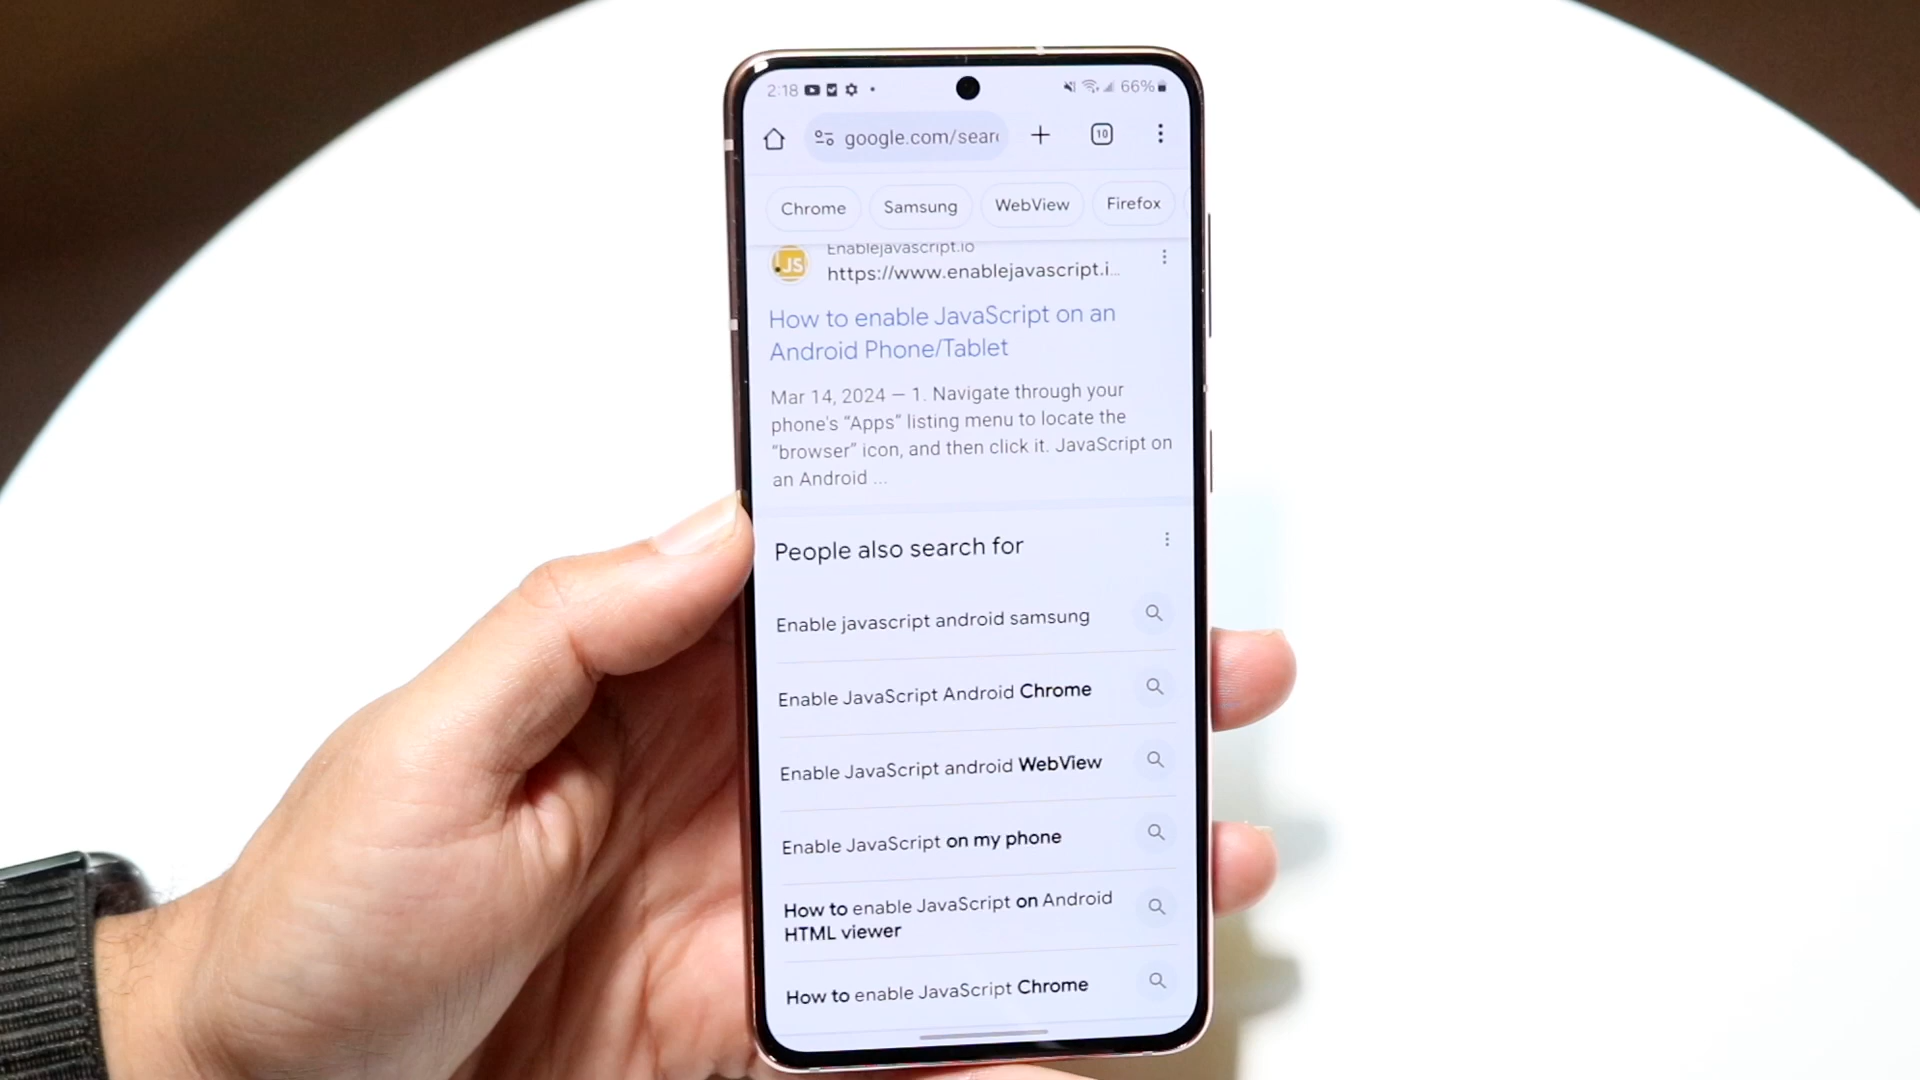 2:18 66%
google.com/sear 10
Chrome Samsung WebView Firefox
Enablejavascript.io
JS https://www.enablejavascript.i...
How to enable JavaScript on an
Android Phone/Tablet
Mar 14, 2024 — 1. Navigate through your
phone's “Apps” listing menu to locate the
“browser” icon, and then click it. JavaScript on
an Android ...
People also search for
Enable javascript android samsung
Enable JavaScript Android Chrome
Enable JavaScript android WebView
Enable JavaScript on my phone
How to enable JavaScript on Android
HTML viewer
How to enable JavaScript Chrome